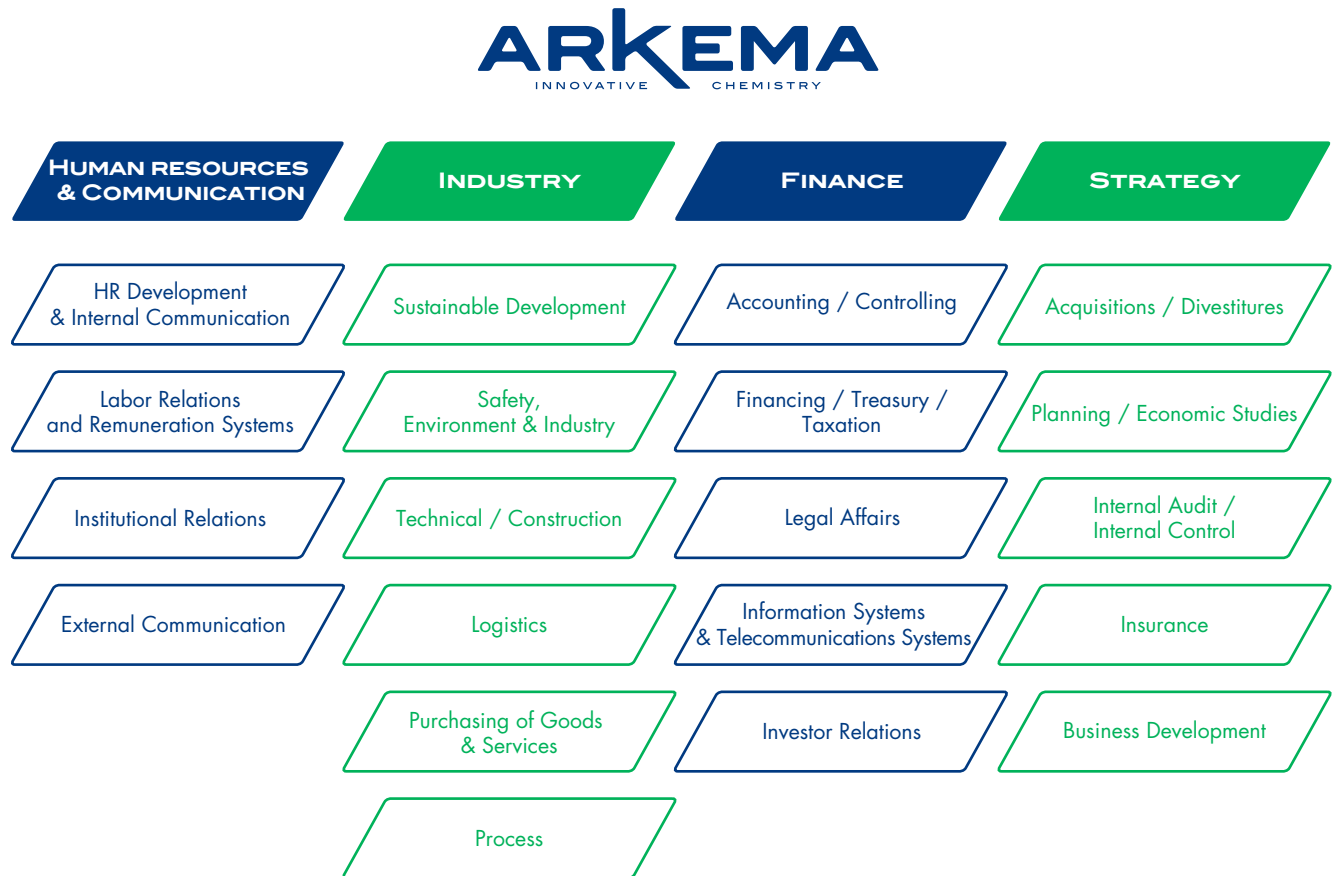 ARKEMA
INNOVATIVE CHEMISTRY
HUMAN RESOURCES
& COMMUNICATION
HR Development
& Internal Communication
Labor Relations
and Remuneration Systems
Institutional Relations
External Communication
INDUSTRY
Sustainable Development
Safety,
Environment & Industry
Technical / Construction
Logistics
Purchasing of Goods
& Services
Process
FINANCE
Accounting / Controlling
Financing / Treasury /
Taxation
Legal Affairs
Information Systems
& Telecommunications Systems
Investor Relations
STRATEGY
Acquisitions / Divestitures
Planning / Economic Studies
Internal Audit /
Internal Control
Insurance
Business Development